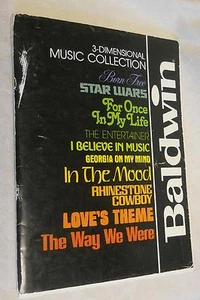 3-DIMENSIONAL
MUSIC COLLECTION
Born Free
STAR WARS
For Once
In My Life
THE ENTERTAINER
I BELIEVE IN MUSIC
GEORGIA ON MY MIND
In The Mood
RHINESTONE
COWBOY
LOVE'S THEME
The Way We Were
Baldwin